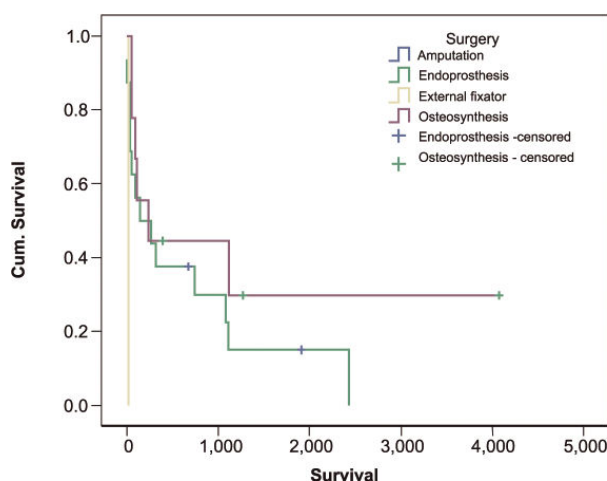 Surgery
Amputation
Endoprosthesis
External fixator
Osteosynthesis
Endoprosthesis -censored
Osteosynthesis - censored
Cum. Survival
1.0
0.8
0.6
0.4
0.2
0.0
0
1,000
2,000
3,000
4,000
5,000
Survival